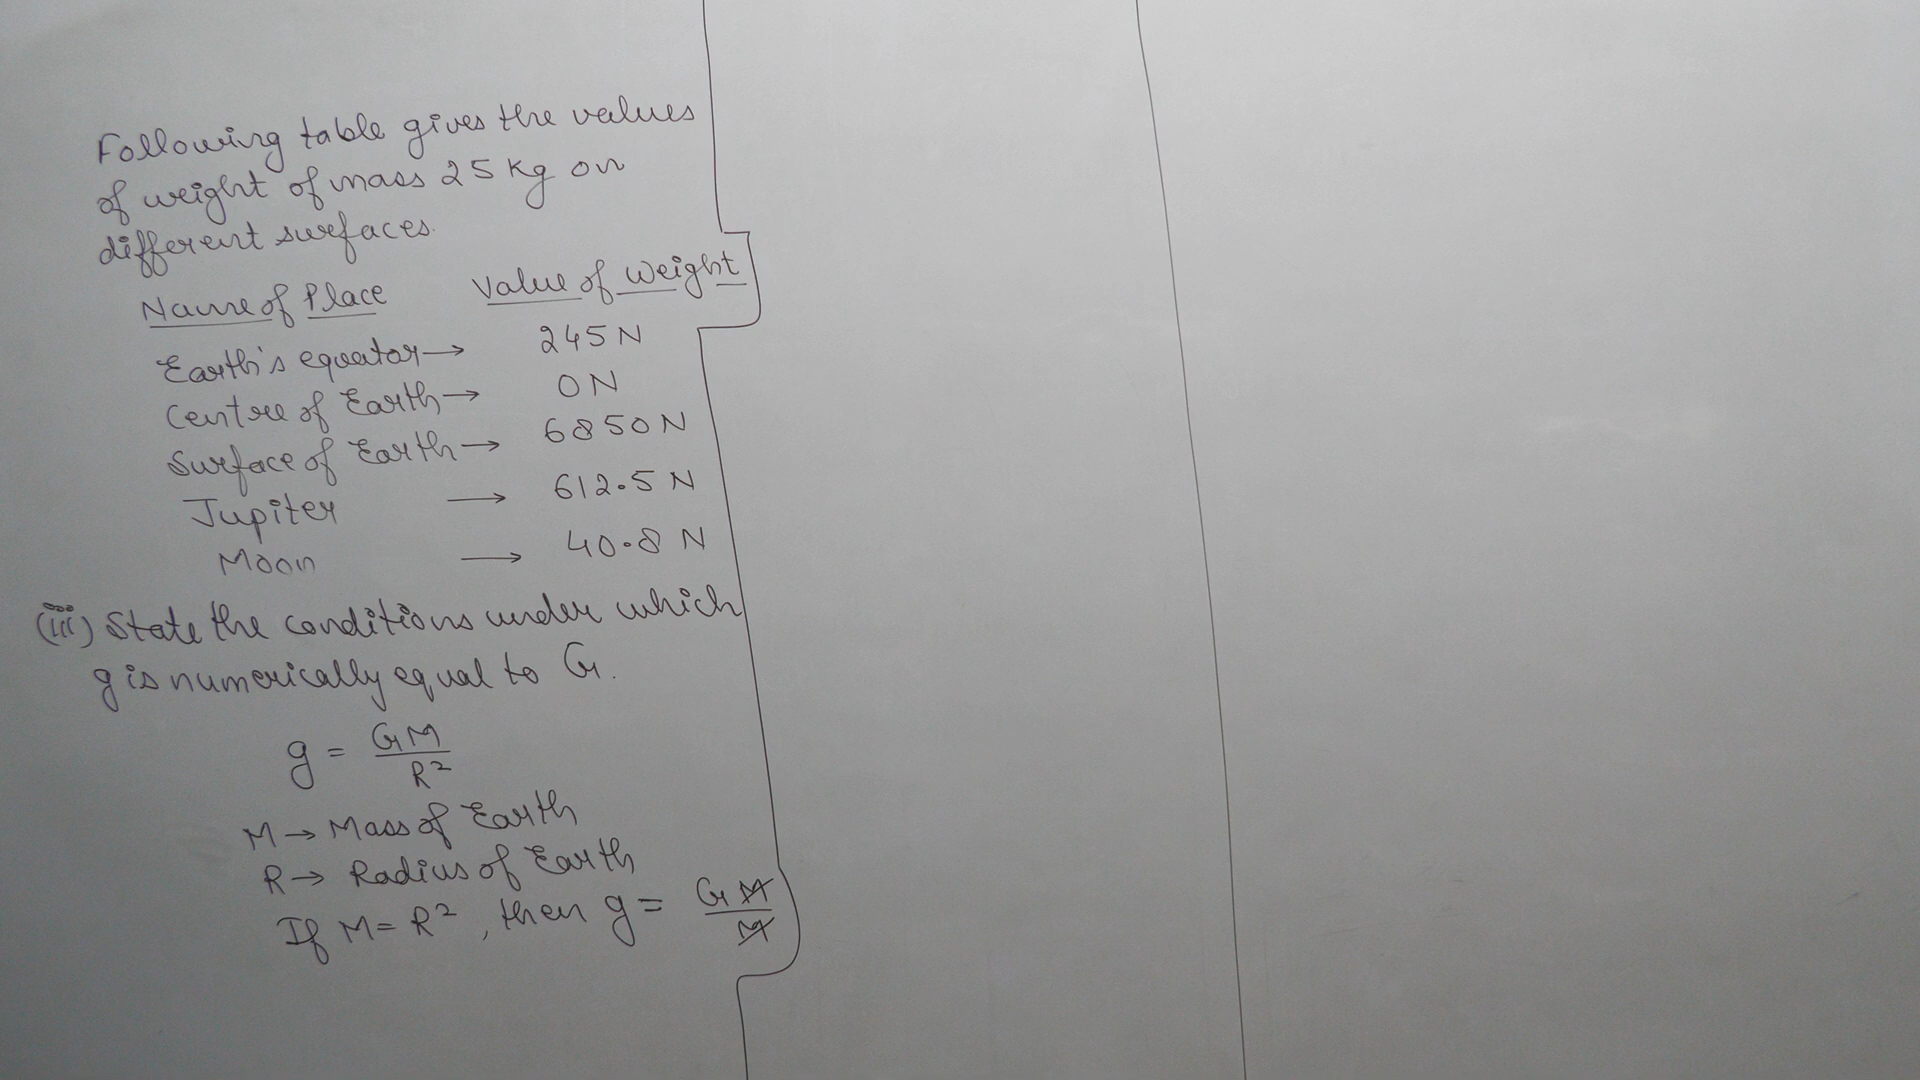 Following table gives the values
of weight of mass 25 kg on
different surfaces.
Name of Place Value of Weight
Earth's equator → 245 N
Centre of Earth → 0 N
Surface of Earth → 6850 N
Jupiter → 612.5 N
Moon → 40.8 N
(iii) State the conditions under which
g is numerically equal to G.
g = GM/R²
M → Mass of Earth
R → Radius of Earth
If M = R², then g = GM/M